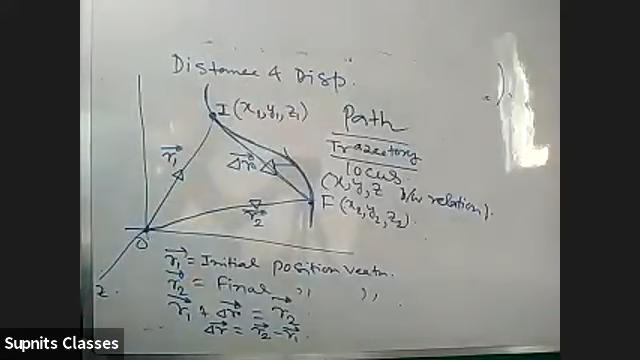 Distance & Disp.
I (x₁, y₁, z₁)
Path
Trajectory
locus
(x, y, z b/w relation).
F (x₂, y₂, z₂).
r₁→
Δr→
r₂→
O
Z
r₁→ = Initial position vectr.
r₂→ = Final ,, ,,
r₁→ + Δr→ = r₂→
Δr→ = r₂→ - r₁→
Supnits Classes